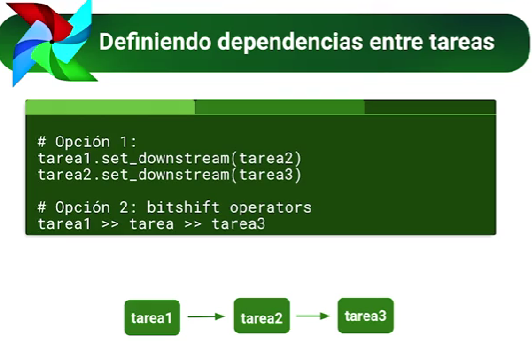 Definiendo dependencias entre tareas
# Opción 1:
tarea1.set_downstream(tarea2)
tarea2.set_downstream(tarea3)
# Opción 2: bitshift operators
tarea1 >> tarea >> tarea3
tarea1
tarea2
tarea3